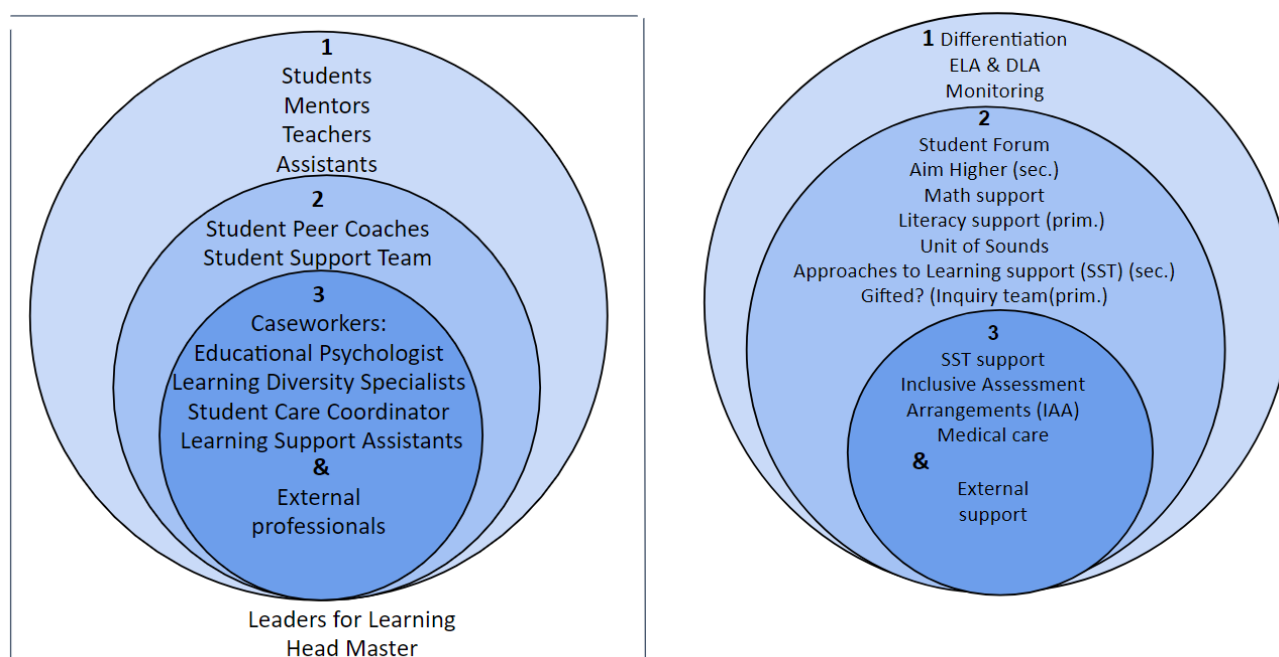 1
Students
Mentors
Teachers
Assistants
2
Student Peer Coaches
Student Support Team
3
Caseworkers:
Educational Psychologist
Learning Diversity Specialists
Student Care Coordinator
Learning Support Assistants
&
External
professionals
Leaders for Learning
Head Master
1 Differentiation
ELA & DLA
Monitoring
2
Student Forum
Aim Higher (sec.)
Math support
Literacy support (prim.)
Unit of Sounds
Approaches to Learning support (SST) (sec.)
Gifted? (Inquiry team(prim.)
3
SST support
Inclusive Assessment
Arrangements (IAA)
Medical care
&
External
support